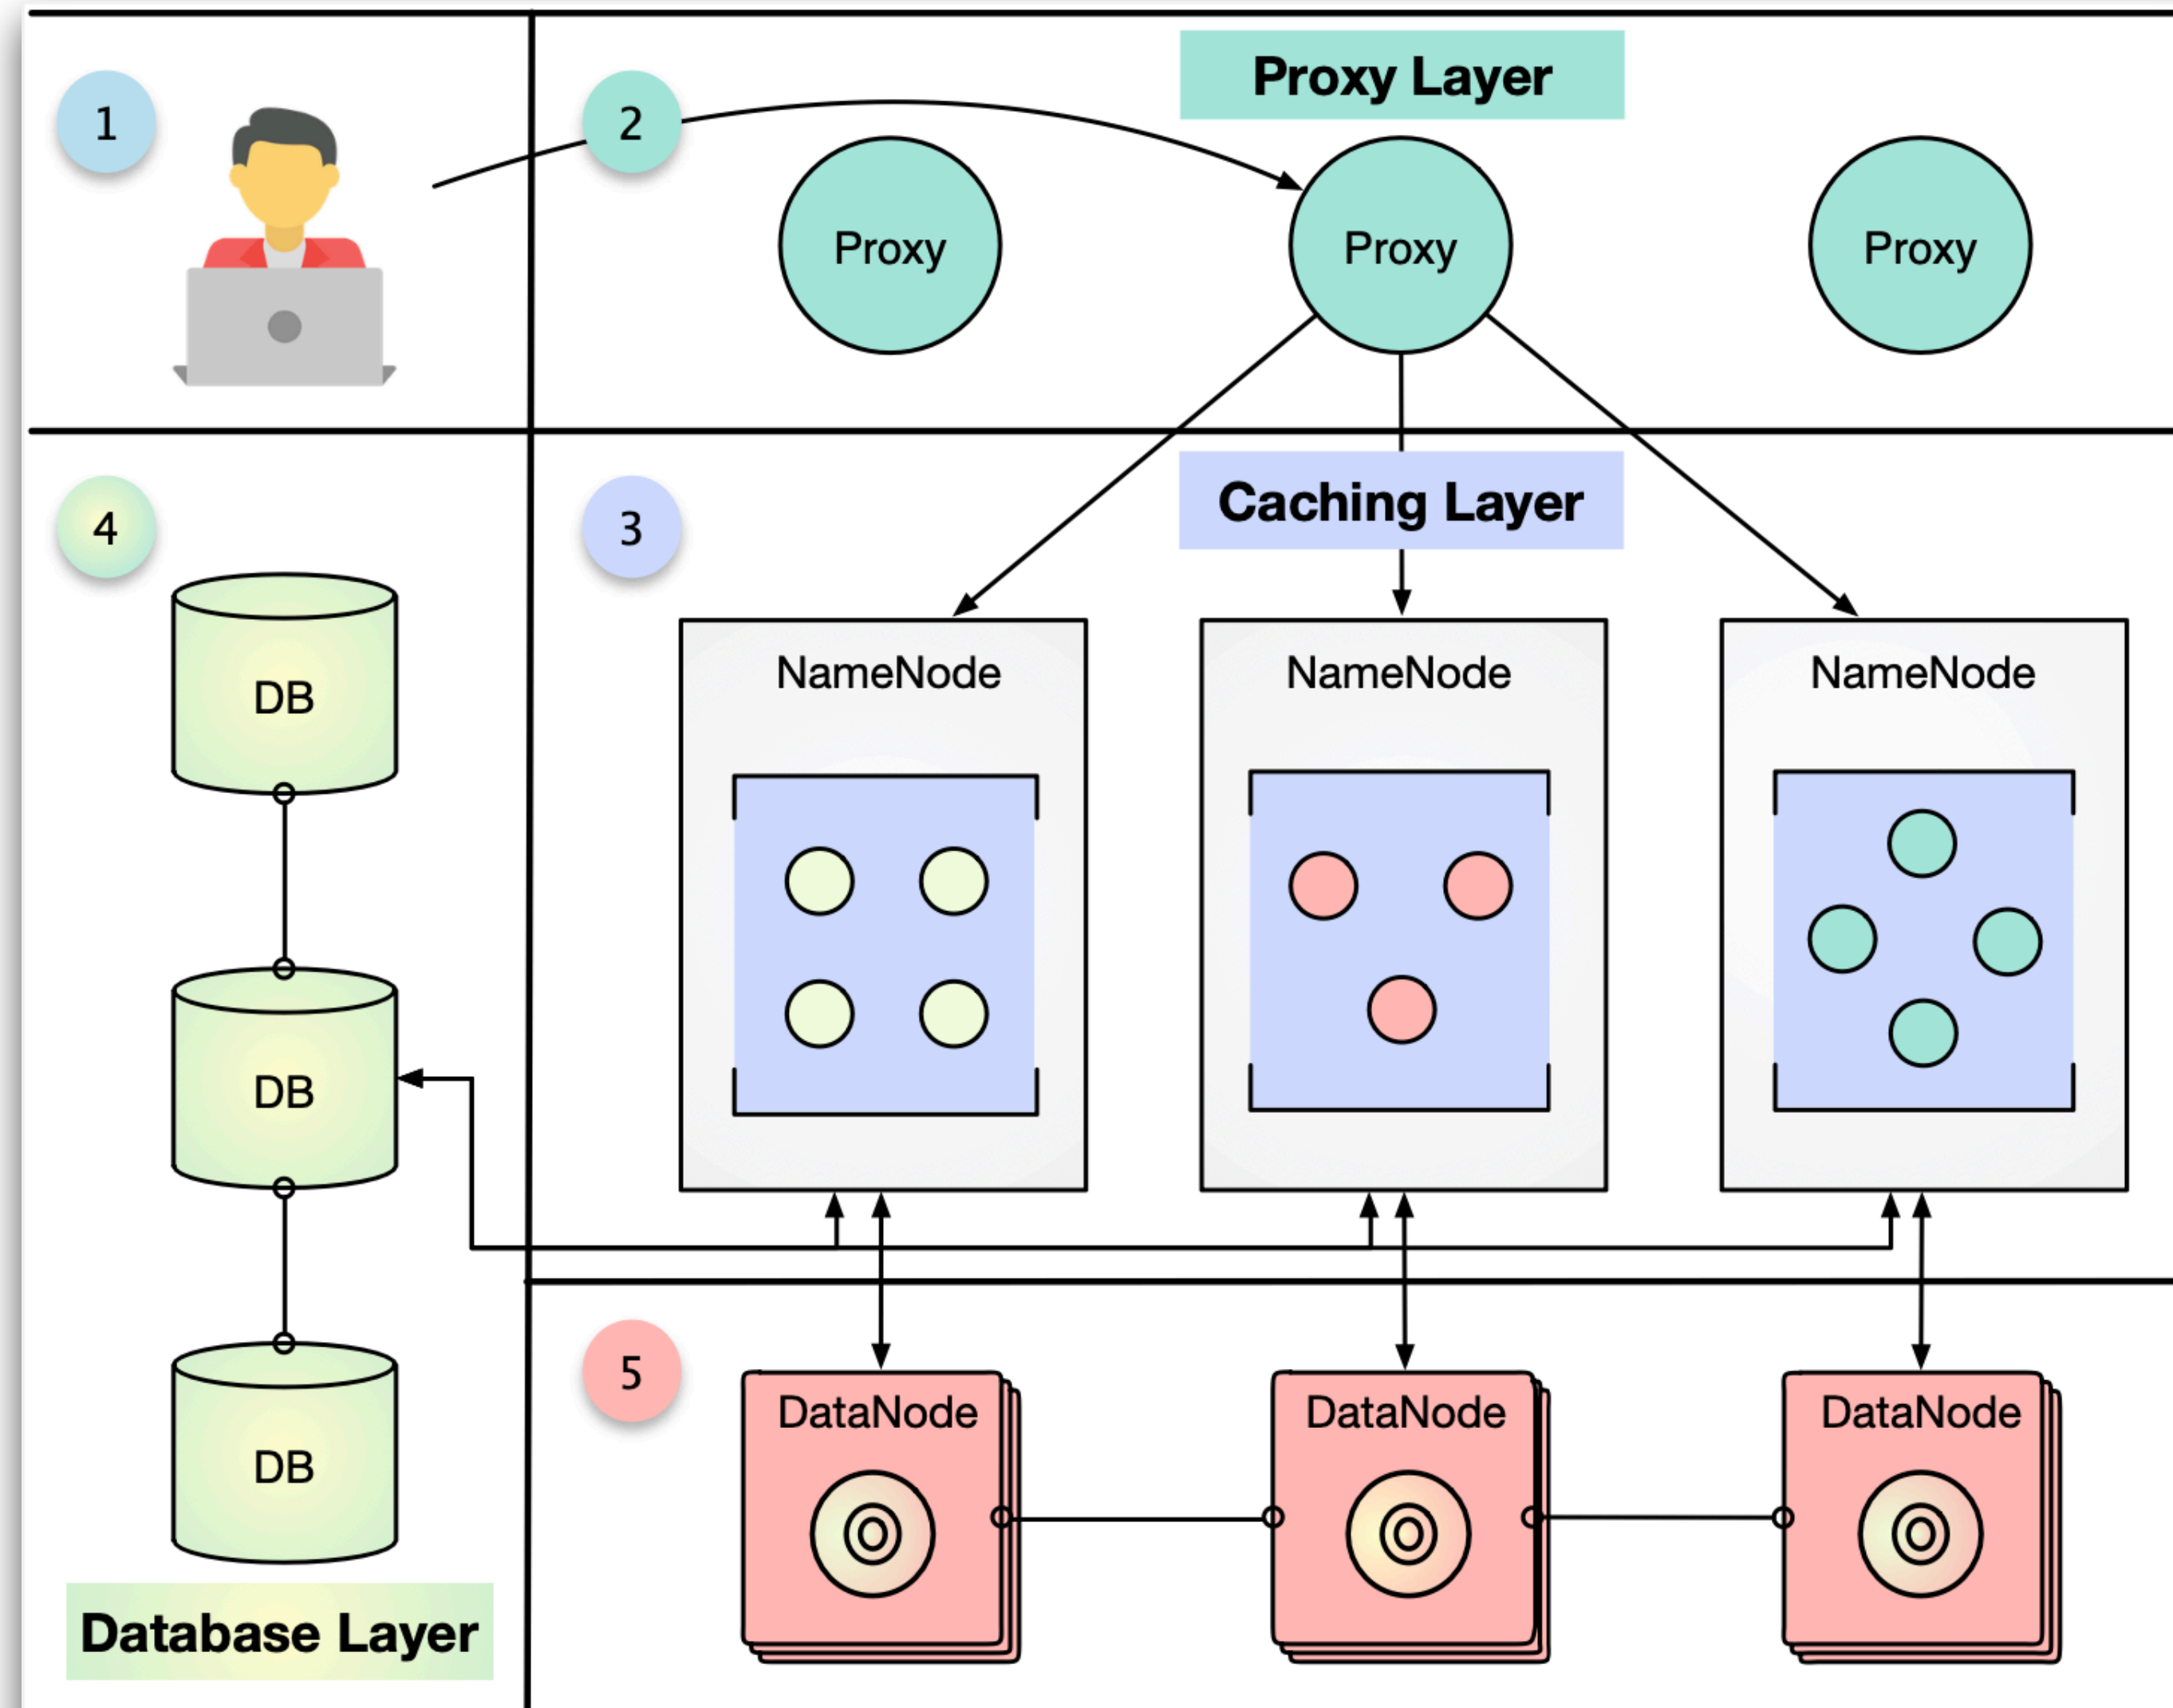 1
2
Proxy Layer
Proxy
Proxy
Proxy
4
3
Caching Layer
NameNode
NameNode
NameNode
DB
DB
DB
Database Layer
5
DataNode
DataNode
DataNode